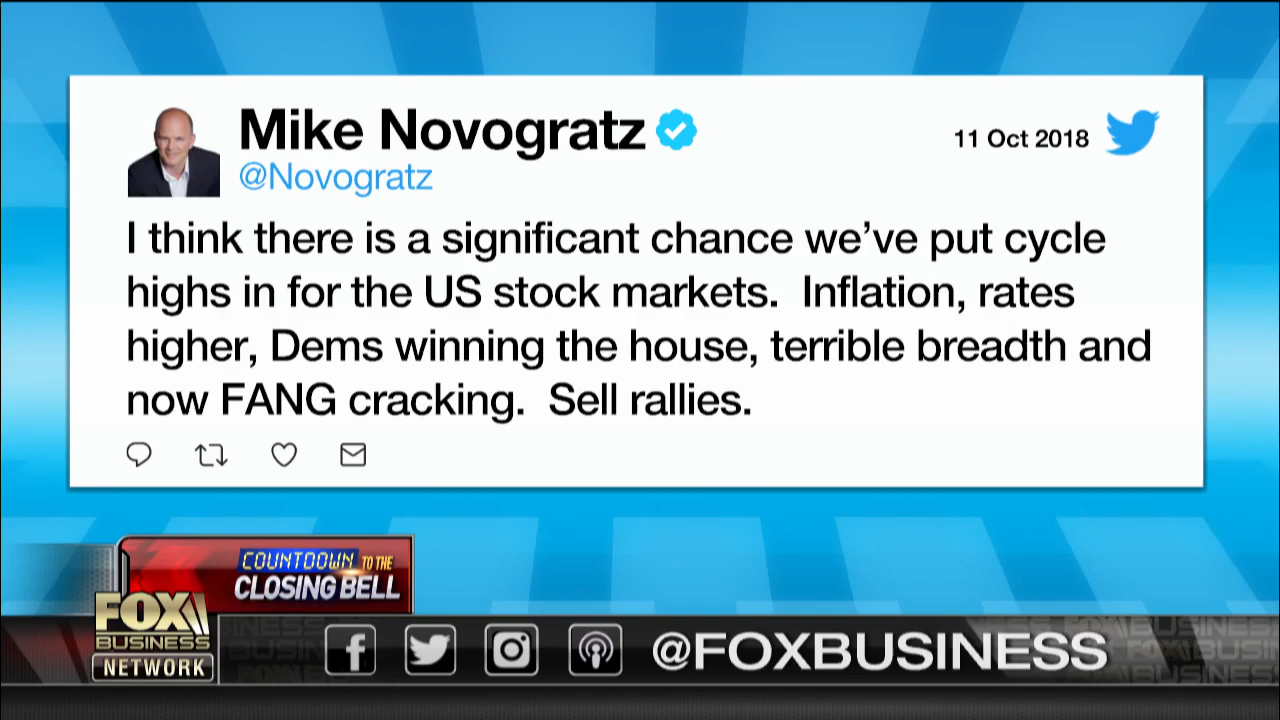 Mike Novogratz
@Novogratz
11 Oct 2018
I think there is a significant chance we've put cycle
highs in for the US stock markets.  Inflation, rates
higher, Dems winning the house, terrible breadth and
now FANG cracking.  Sell rallies.
COUNTDOWN TO THE
CLOSING BELL
FOX
BUSINESS
NETWORK
@FOXBUSINESS